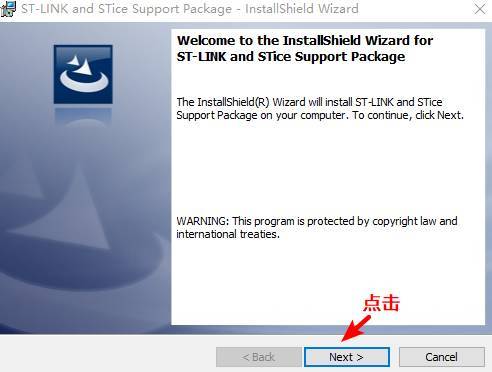 ST-LINK and STice Support Package - InstallShield Wizard
Welcome to the InstallShield Wizard for
ST-LINK and STice Support Package
The InstallShield(R) Wizard will install ST-LINK and STice
Support Package on your computer. To continue, click Next.
WARNING: This program is protected by copyright law and
international treaties.
点击
< Back Next > Cancel